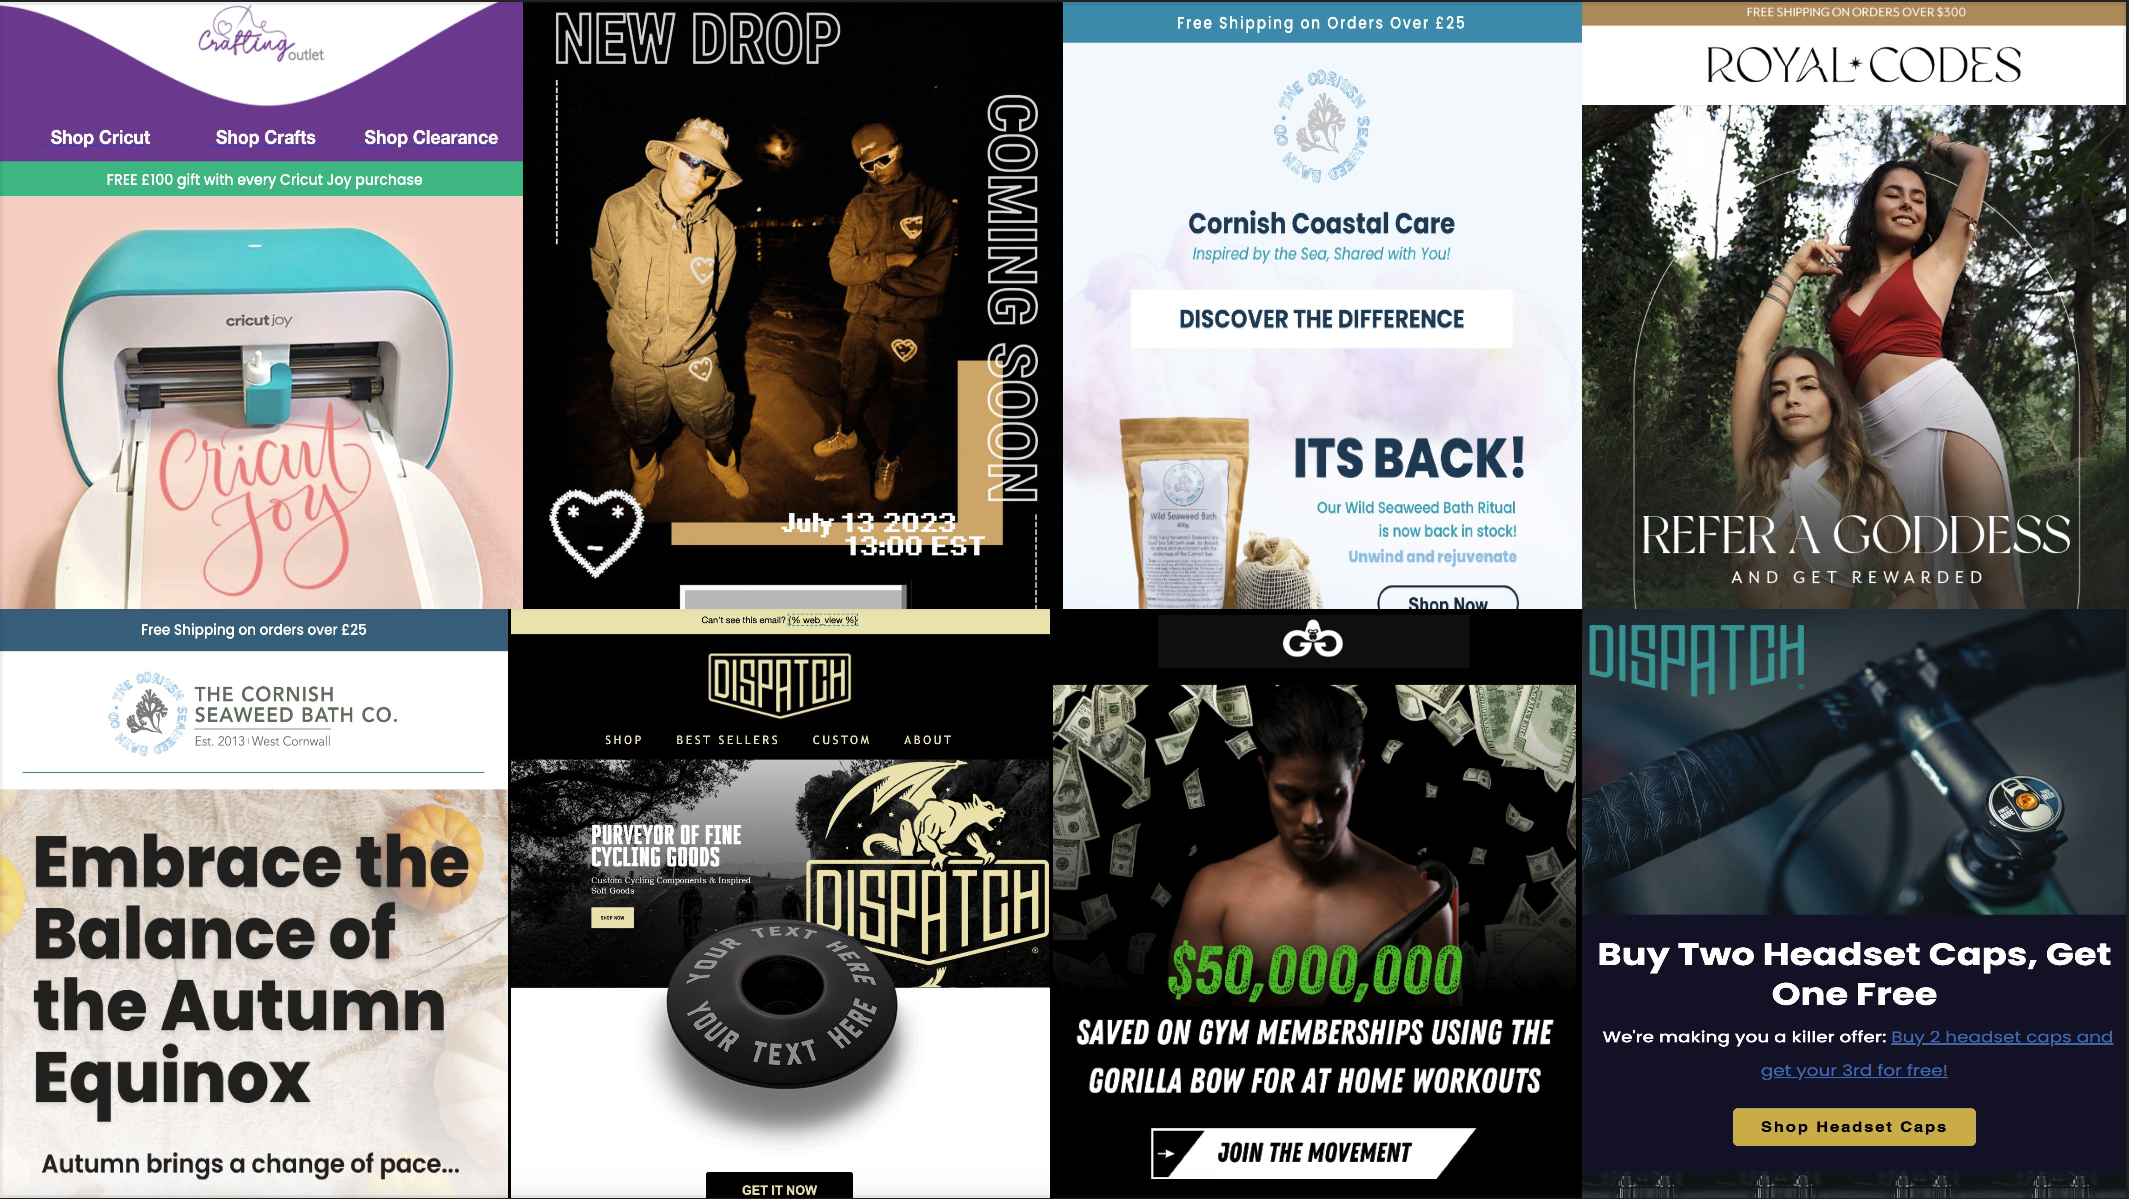 Crafting
outlet
Shop Cricut Shop Crafts Shop Clearance
FREE £100 gift with every Cricut Joy purchase
cricut joy
Cricut
Joy
NEW DROP
COMING SOON
July 13 2023
13:00 EST
Free Shipping on Orders Over £25
THE CORNISH SEAWEED BATH CO
Cornish Coastal Care
Inspired by the Sea, Shared with You!
DISCOVER THE DIFFERENCE
ITS BACK!
Our Wild Seaweed Bath Ritual
is now back in stock!
Unwind and rejuvenate
Shop Now
Wild Seaweed Bath
400g
FREE SHIPPING ON ORDERS OVER $300
ROYAL CODES
REFER A GODDESS
AND GET REWARDED
Free Shipping on orders over £25
THE CORNISH SEAWEED BATH CO
THE CORNISH
SEAWEED BATH CO.
Est. 2013 | West Cornwall
Embrace the
Balance of
the Autumn
Equinox
Autumn brings a change of pace...
Can't see this email? {% web_view %}
DISPATCH
SHOP BEST SELLERS CUSTOM ABOUT
PURVEYOR OF FINE
CYCLING GOODS
Custom Cycling Components & Inspired
Soft Goods
SHOP NOW
DISPATCH
YOUR TEXT HERE
YOUR TEXT HERE
GET IT NOW
GG
$50,000,000
SAVED ON GYM MEMBERSHIPS USING THE
GORILLA BOW FOR AT HOME WORKOUTS
JOIN THE MOVEMENT
DISPATCH
Buy Two Headset Caps, Get
One Free
We're making you a killer offer: Buy 2 headset caps and
get your 3rd for free!
Shop Headset Caps